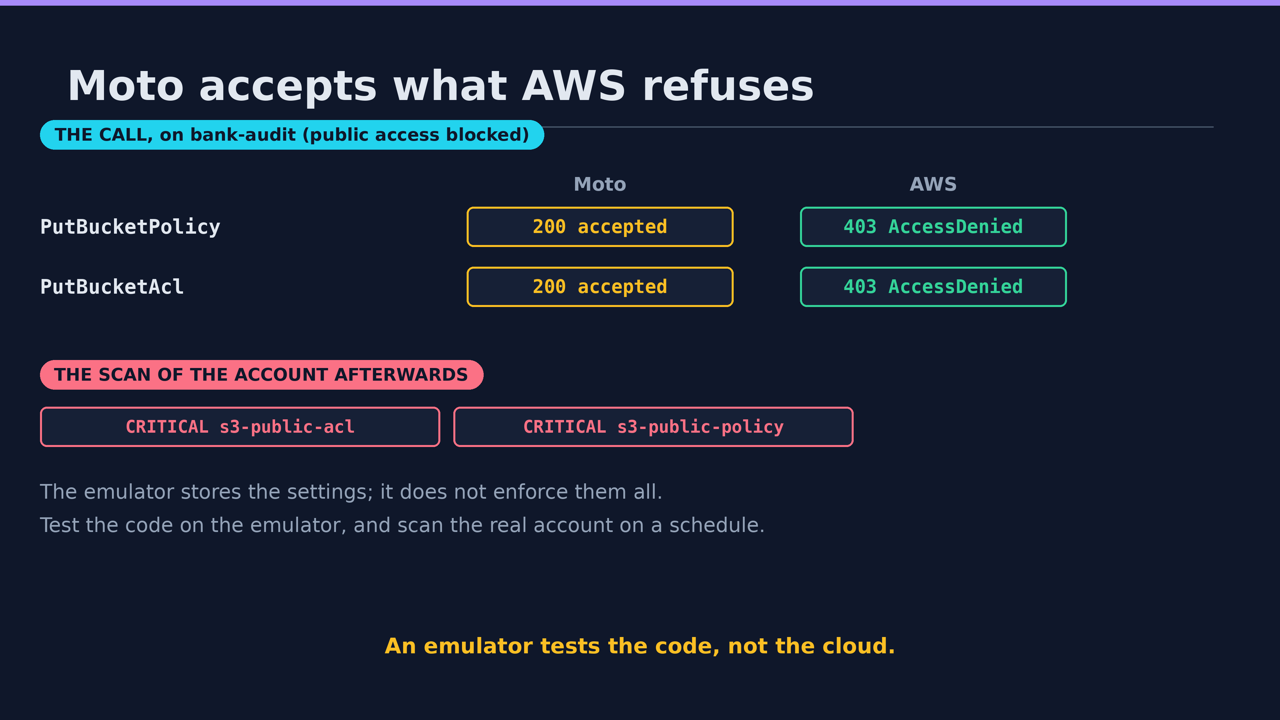 Moto accepts what AWS refuses
THE CALL, on bank-audit (public access blocked)
Moto AWS
PutBucketPolicy 200 accepted 403 AccessDenied
PutBucketAcl 200 accepted 403 AccessDenied
THE SCAN OF THE ACCOUNT AFTERWARDS
CRITICAL s3-public-acl CRITICAL s3-public-policy
The emulator stores the settings; it does not enforce them all.
Test the code on the emulator, and scan the real account on a schedule.
An emulator tests the code, not the cloud.